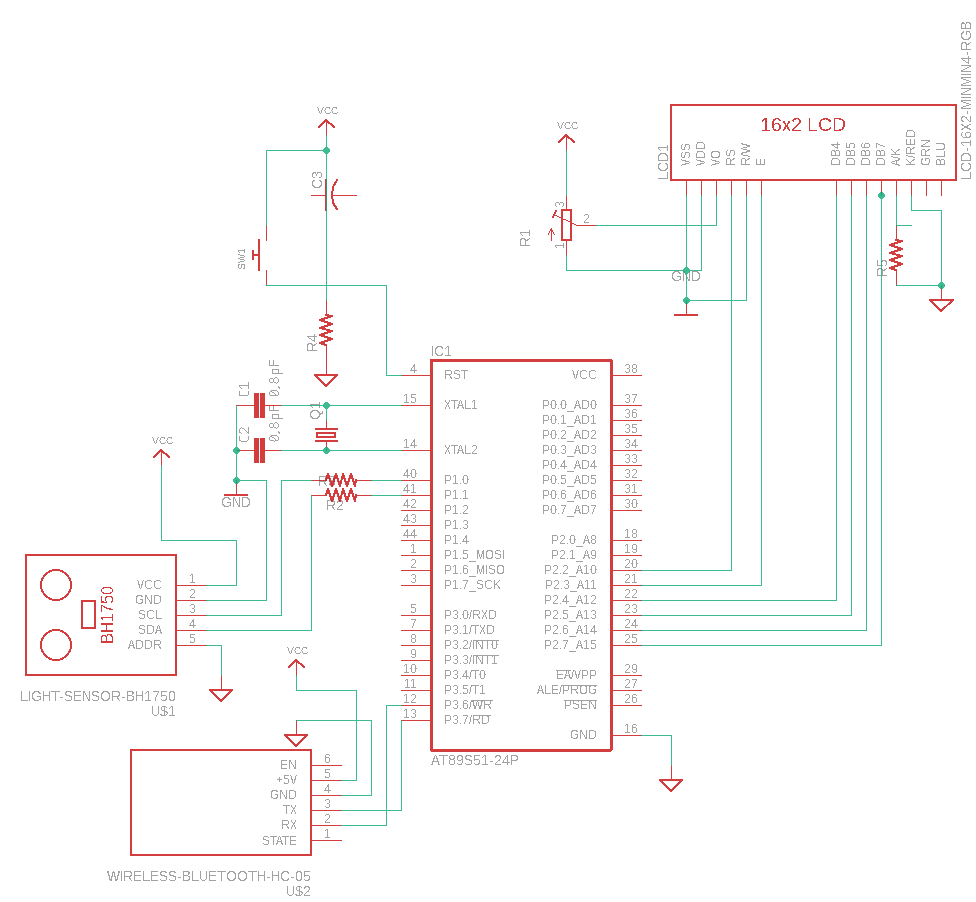 LCD-16X2-MINMIN4-RGB
VCC
VCC
16x2 LCD
LCD1
VSS
VDD
VO
RS
R/W
E
DB4
DB5
DB6
DB7
A/K
K/RED
GRN
BLU
C3
3
2
1
R1
SW1
GND
R5
R4
IC1
4
RST
15
XTAL1
14
XTAL2
40
P1.0
41
P1.1
42
P1.2
43
P1.3
44
P1.4
1
P1.5_MOSI
2
P1.6_MISO
3
P1.7_SCK
5
P3.0/RXD
7
P3.1/TXD
8
P3.2/INT0
9
P3.3/INT1
10
P3.4/T0
11
P3.5/T1
12
P3.6/WR
13
P3.7/RD
VCC
38
P0.0_AD0
37
P0.1_AD1
36
P0.2_AD2
35
P0.3_AD3
34
P0.4_AD4
33
P0.5_AD5
32
P0.6_AD6
31
P0.7_AD7
30
P2.0_A8
18
P2.1_A9
19
P2.2_A10
20
P2.3_A11
21
P2.4_A12
22
P2.5_A13
23
P2.6_A14
24
P2.7_A15
25
EA/VPP
29
ALE/PROG
27
PSEN
26
GND
16
AT89S51-24P
C1
0,8pF
C2
0,8pF
Q1
R2
GND
VCC
BH1750
VCC
1
GND
2
SCL
3
SDA
4
ADDR
5
LIGHT-SENSOR-BH1750
U$1
VCC
EN
6
+5V
5
GND
4
TX
3
RX
2
STATE
1
WIRELESS-BLUETOOTH-HC-05
U$2